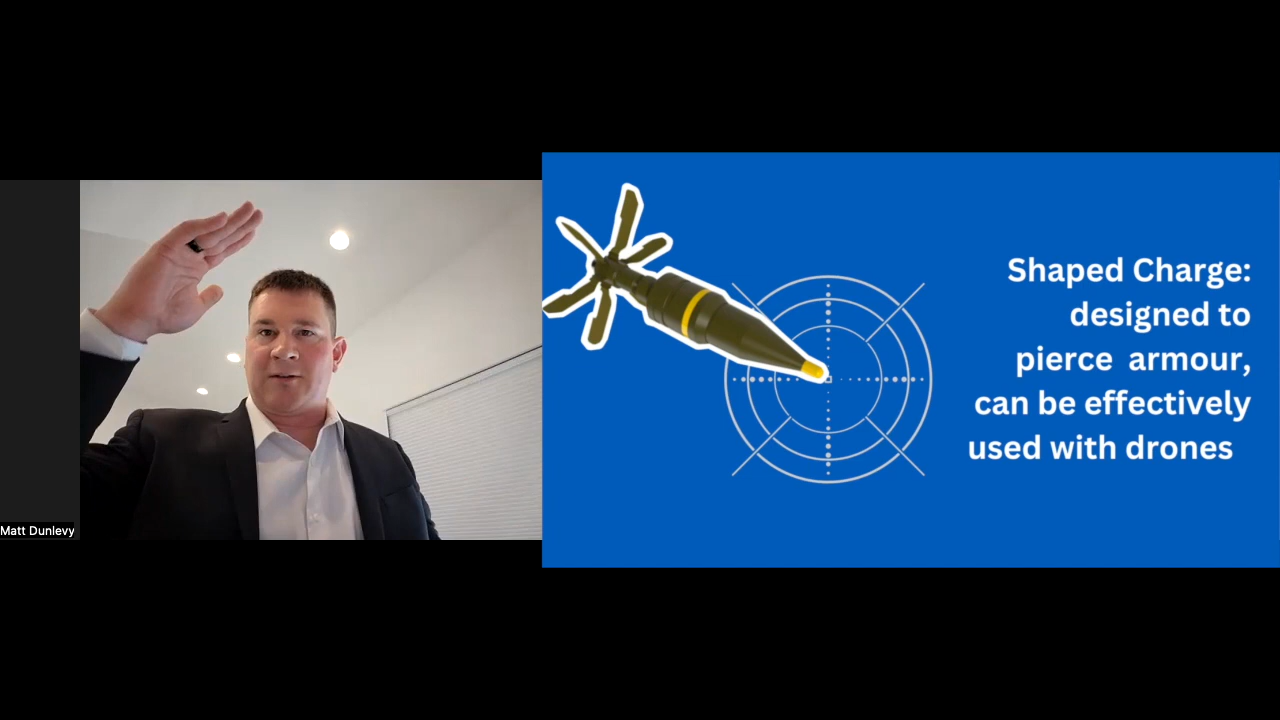 Matt Dunlevy
Shaped Charge:
designed to
pierce armour,
can be effectively
used with drones